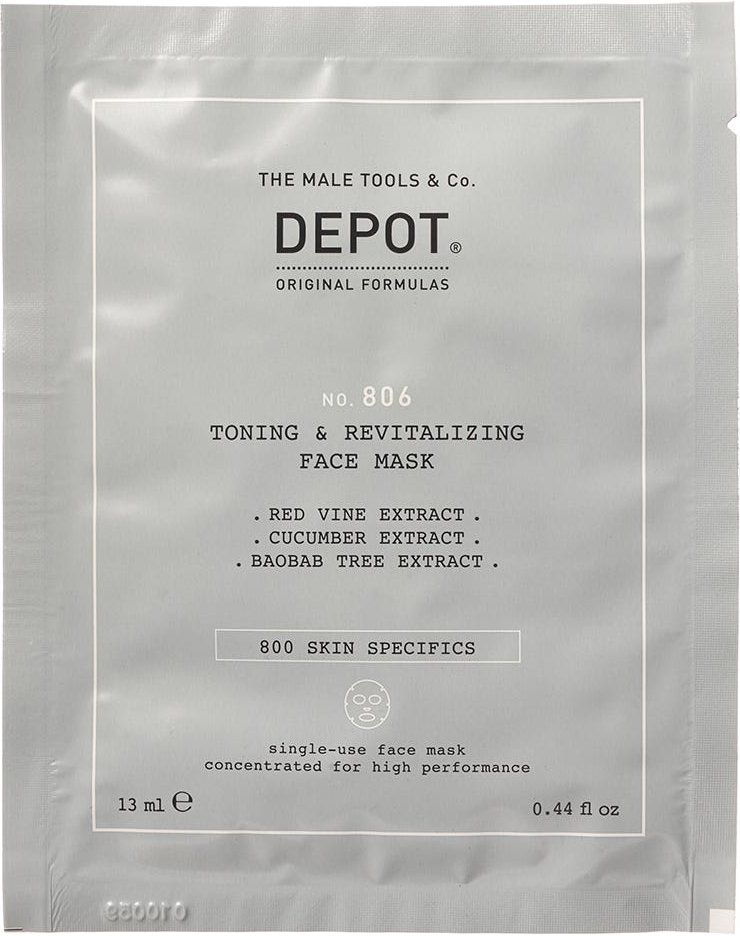 THE MALE TOOLS & Co.
DEPOT®
ORIGINAL FORMULAS
NO. 806
TONING & REVITALIZING
FACE MASK
. RED VINE EXTRACT .
. CUCUMBER EXTRACT .
. BAOBAB TREE EXTRACT .
800 SKIN SPECIFICS
single-use face mask
concentrated for high performance
13 ml ℮
0.44 fl oz